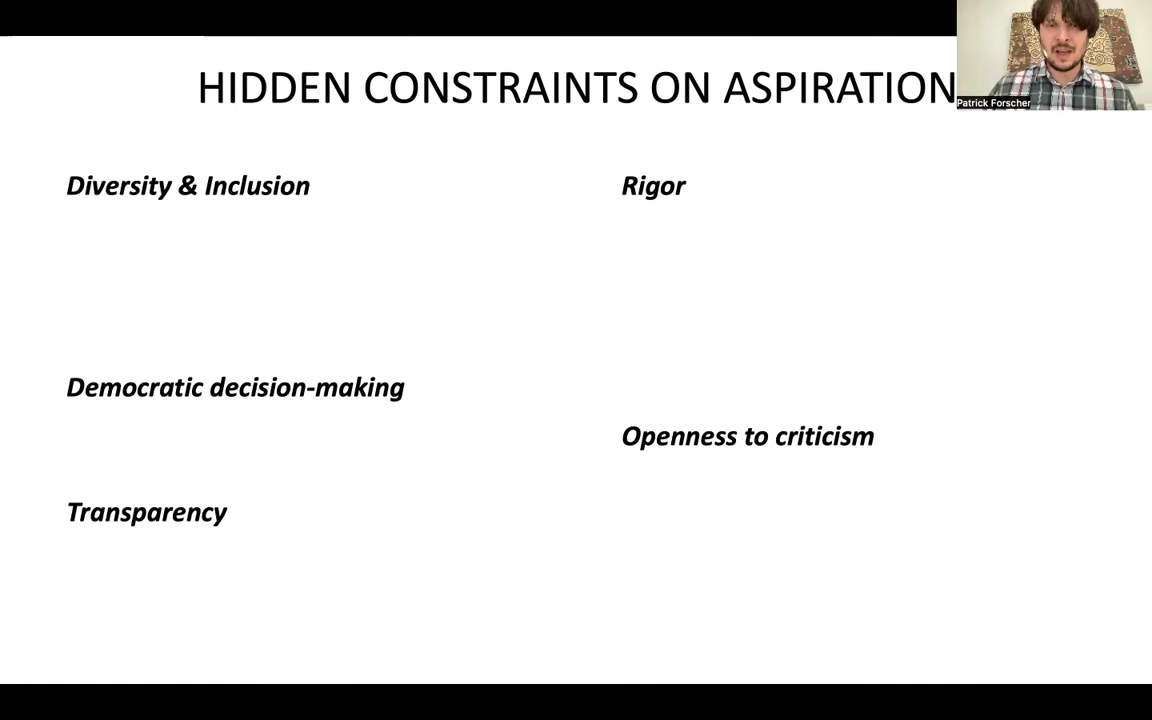 HIDDEN CONSTRAINTS ON ASPIRATION
Patrick Forscher
Diversity & Inclusion
Democratic decision-making
Transparency
Rigor
Openness to criticism